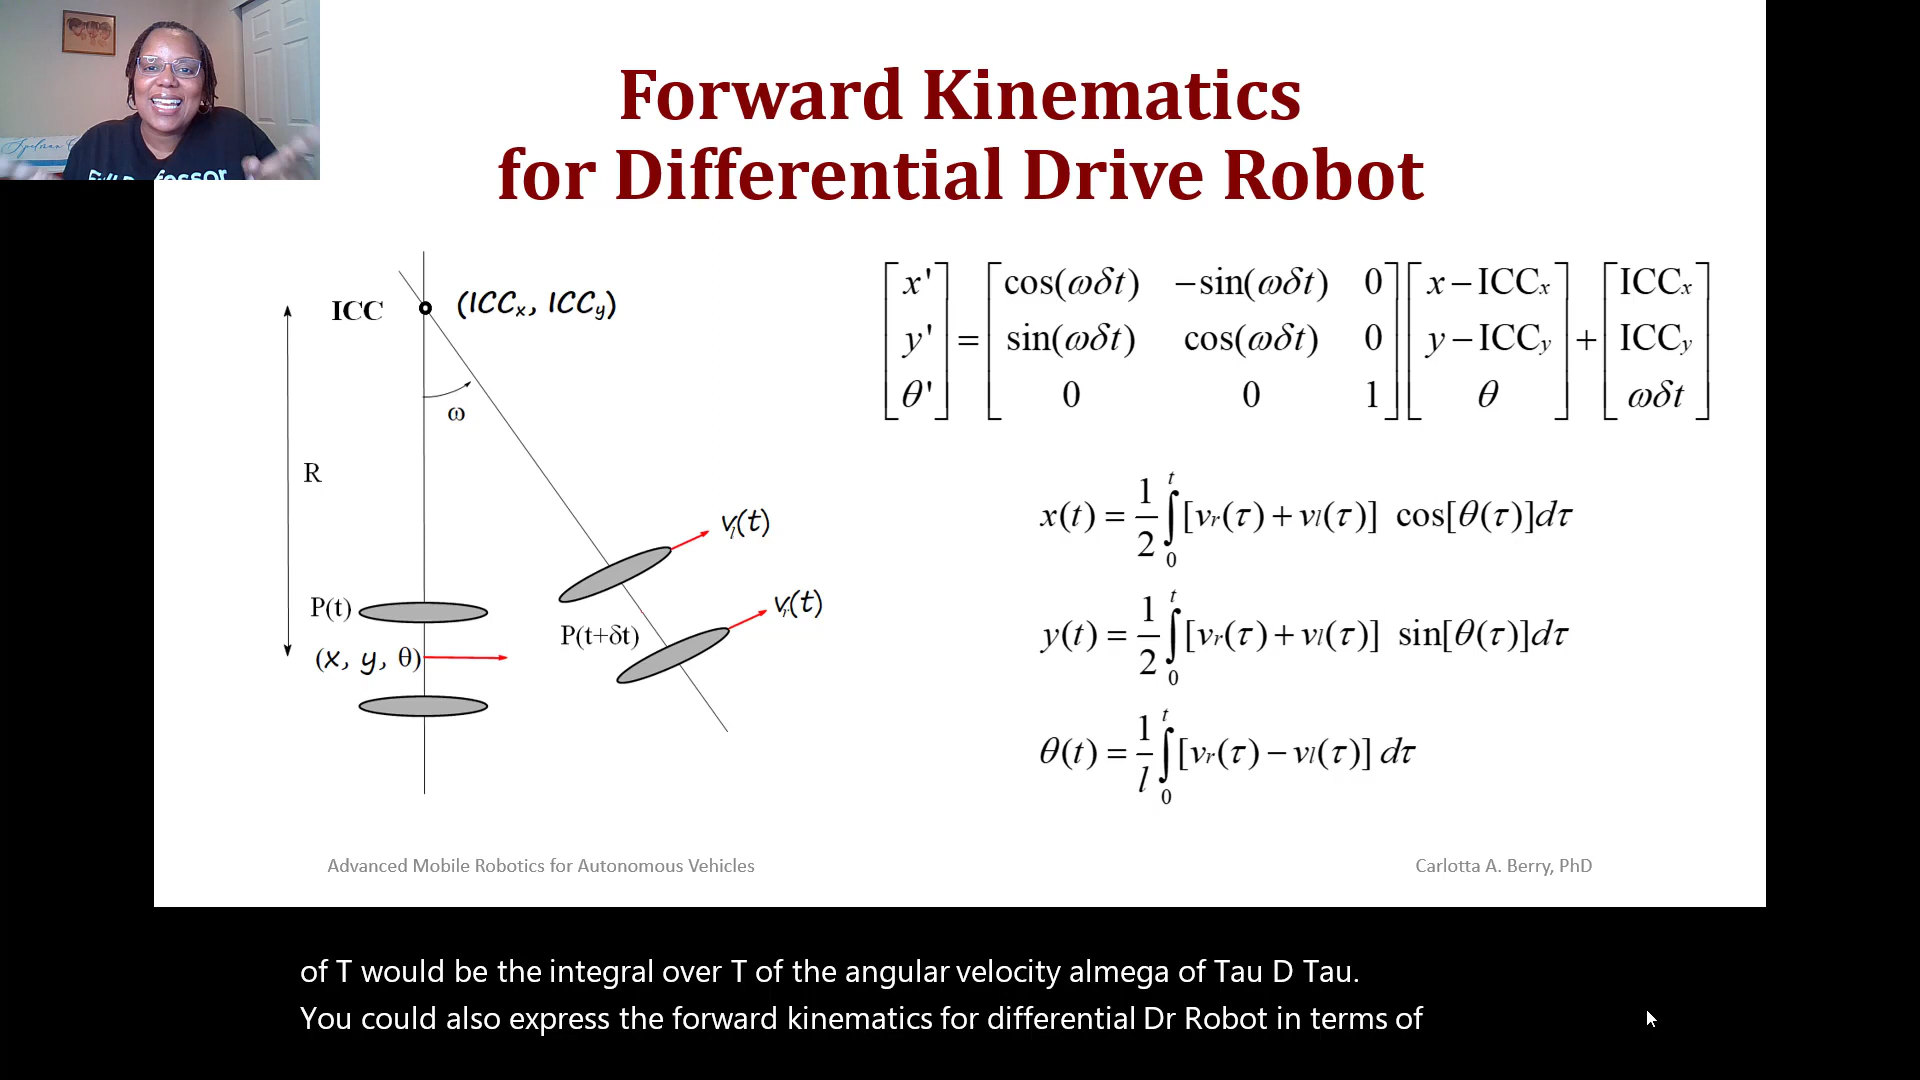 Spelman
Full Professor
Forward Kinematics
for Differential Drive Robot
ICC
(ICCx, ICCy)
ω
R
P(t)
(x, y, θ)
vl(t)
vr(t)
P(t+δt)
[x' y' θ'] = [cos(ωδt) −sin(ωδt) 0; sin(ωδt) cos(ωδt) 0; 0 0 1] [x−ICCx; y−ICCy; θ] + [ICCx; ICCy; ωδt]
x(t) = 1/2 ∫0t [vr(τ) + vl(τ)] cos[θ(τ)]dτ
y(t) = 1/2 ∫0t [vr(τ) + vl(τ)] sin[θ(τ)]dτ
θ(t) = 1/l ∫0t [vr(τ) − vl(τ)] dτ
Advanced Mobile Robotics for Autonomous Vehicles
Carlotta A. Berry, PhD
of T would be the integral over T of the angular velocity almega of Tau D Tau.
You could also express the forward kinematics for differential Dr Robot in terms of